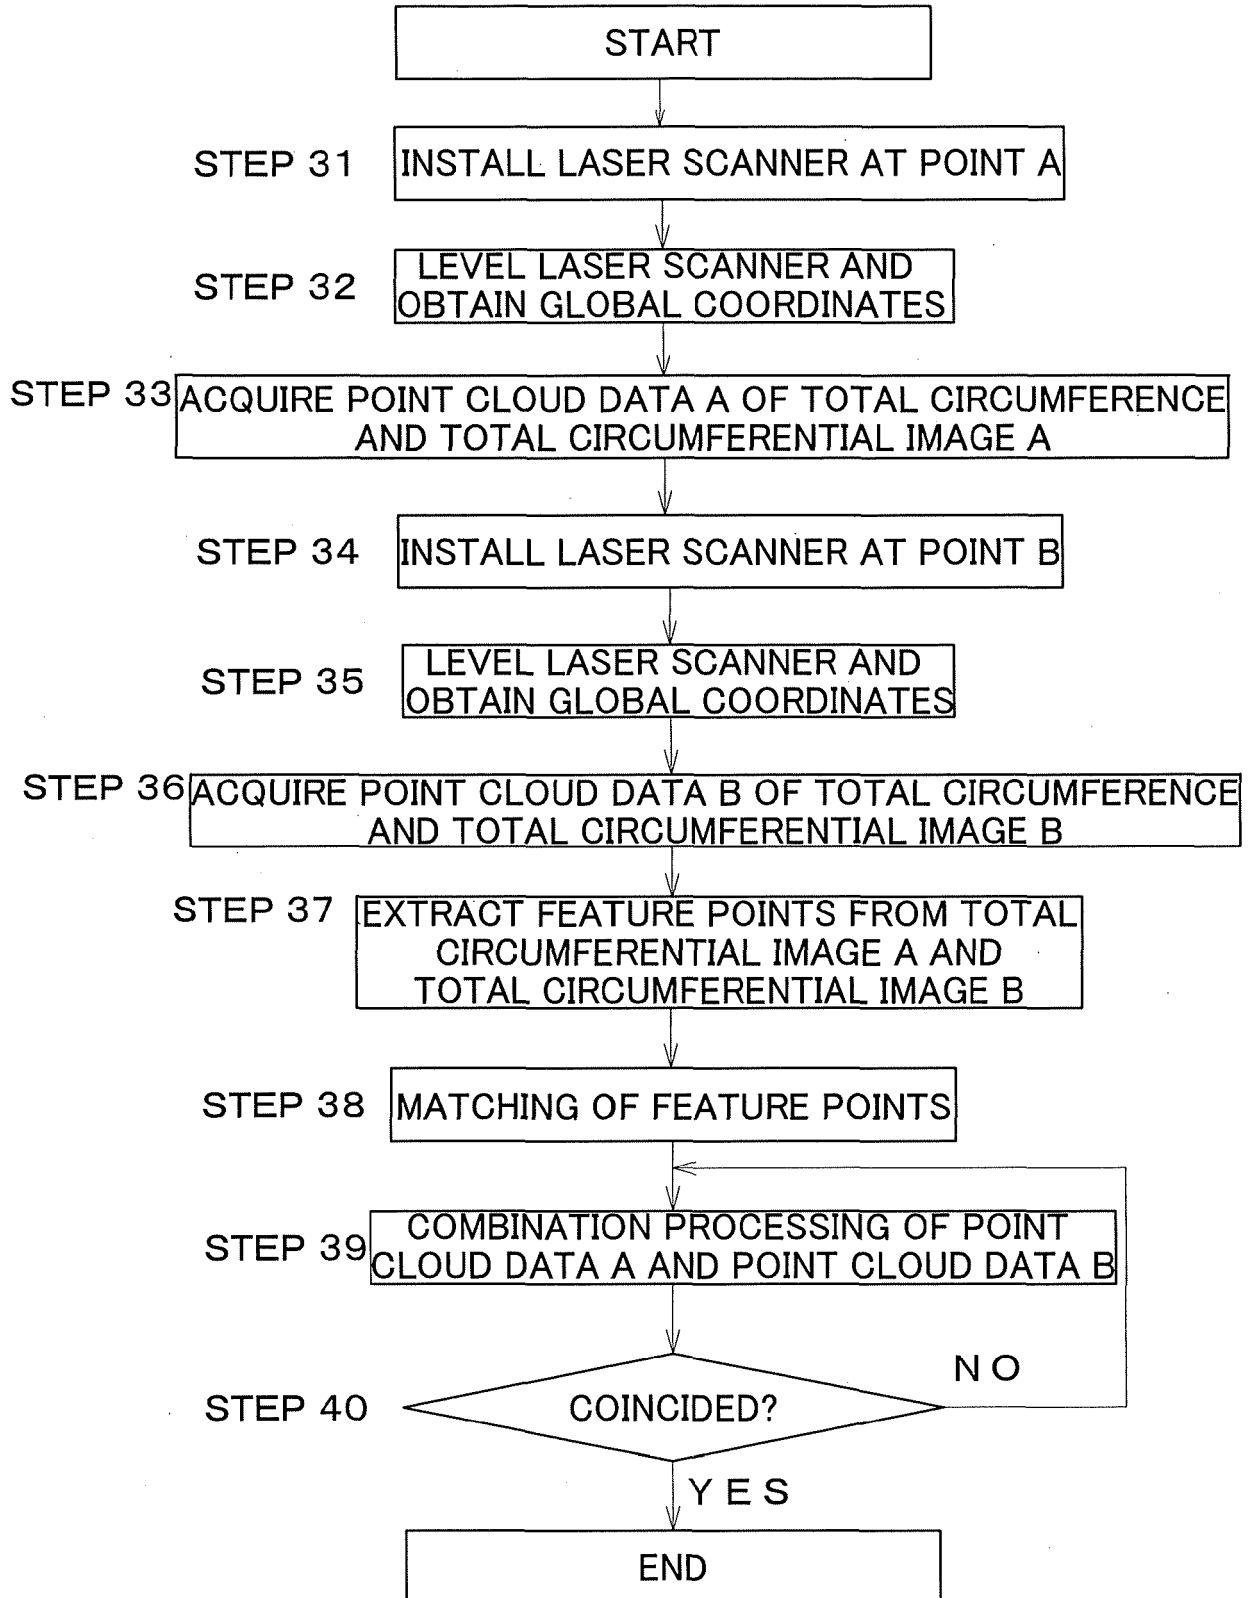 START
STEP 31
INSTALL LASER SCANNER AT POINT A
STEP 32
LEVEL LASER SCANNER AND
OBTAIN GLOBAL COORDINATES
STEP 33
ACQUIRE POINT CLOUD DATA A OF TOTAL CIRCUMFERENCE
AND TOTAL CIRCUMFERENTIAL IMAGE A
STEP 34
INSTALL LASER SCANNER AT POINT B
STEP 35
LEVEL LASER SCANNER AND
OBTAIN GLOBAL COORDINATES
STEP 36
ACQUIRE POINT CLOUD DATA B OF TOTAL CIRCUMFERENCE
AND TOTAL CIRCUMFERENTIAL IMAGE B
STEP 37
EXTRACT FEATURE POINTS FROM TOTAL
CIRCUMFERENTIAL IMAGE A AND
TOTAL CIRCUMFERENTIAL IMAGE B
STEP 38
MATCHING OF FEATURE POINTS
STEP 39
COMBINATION PROCESSING OF POINT
CLOUD DATA A AND POINT CLOUD DATA B
STEP 40
COINCIDED?
NO
YES
END